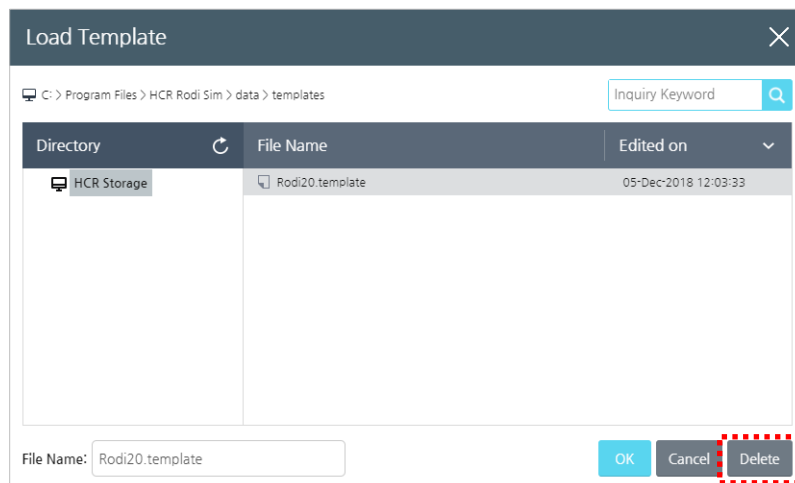 Load Template
C: > Program Files > HCR Rodi Sim > data > templates
Inquiry Keyword
Directory File Name Edited on
HCR Storage Rodi20.template 05-Dec-2018 12:03:33
File Name: Rodi20.template OK Cancel Delete